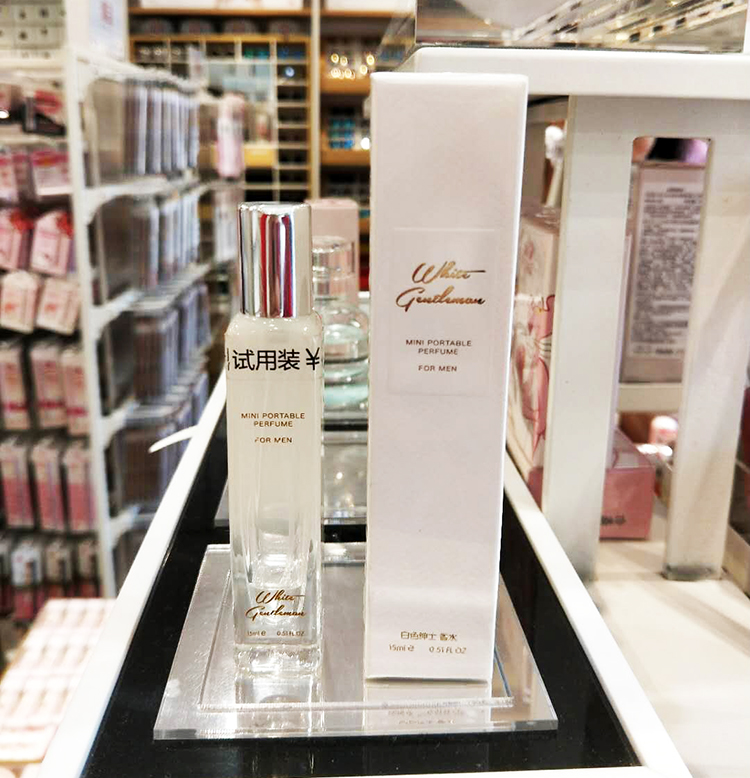 试用装 ¥
MINI PORTABLE
PERFUME
FOR MEN
White
Gentleman
15ml e 0.51 FL OZ
White
Gentleman
MINI PORTABLE
PERFUME
FOR MEN
白色绅士 香水
15ml e 0.51 FL OZ